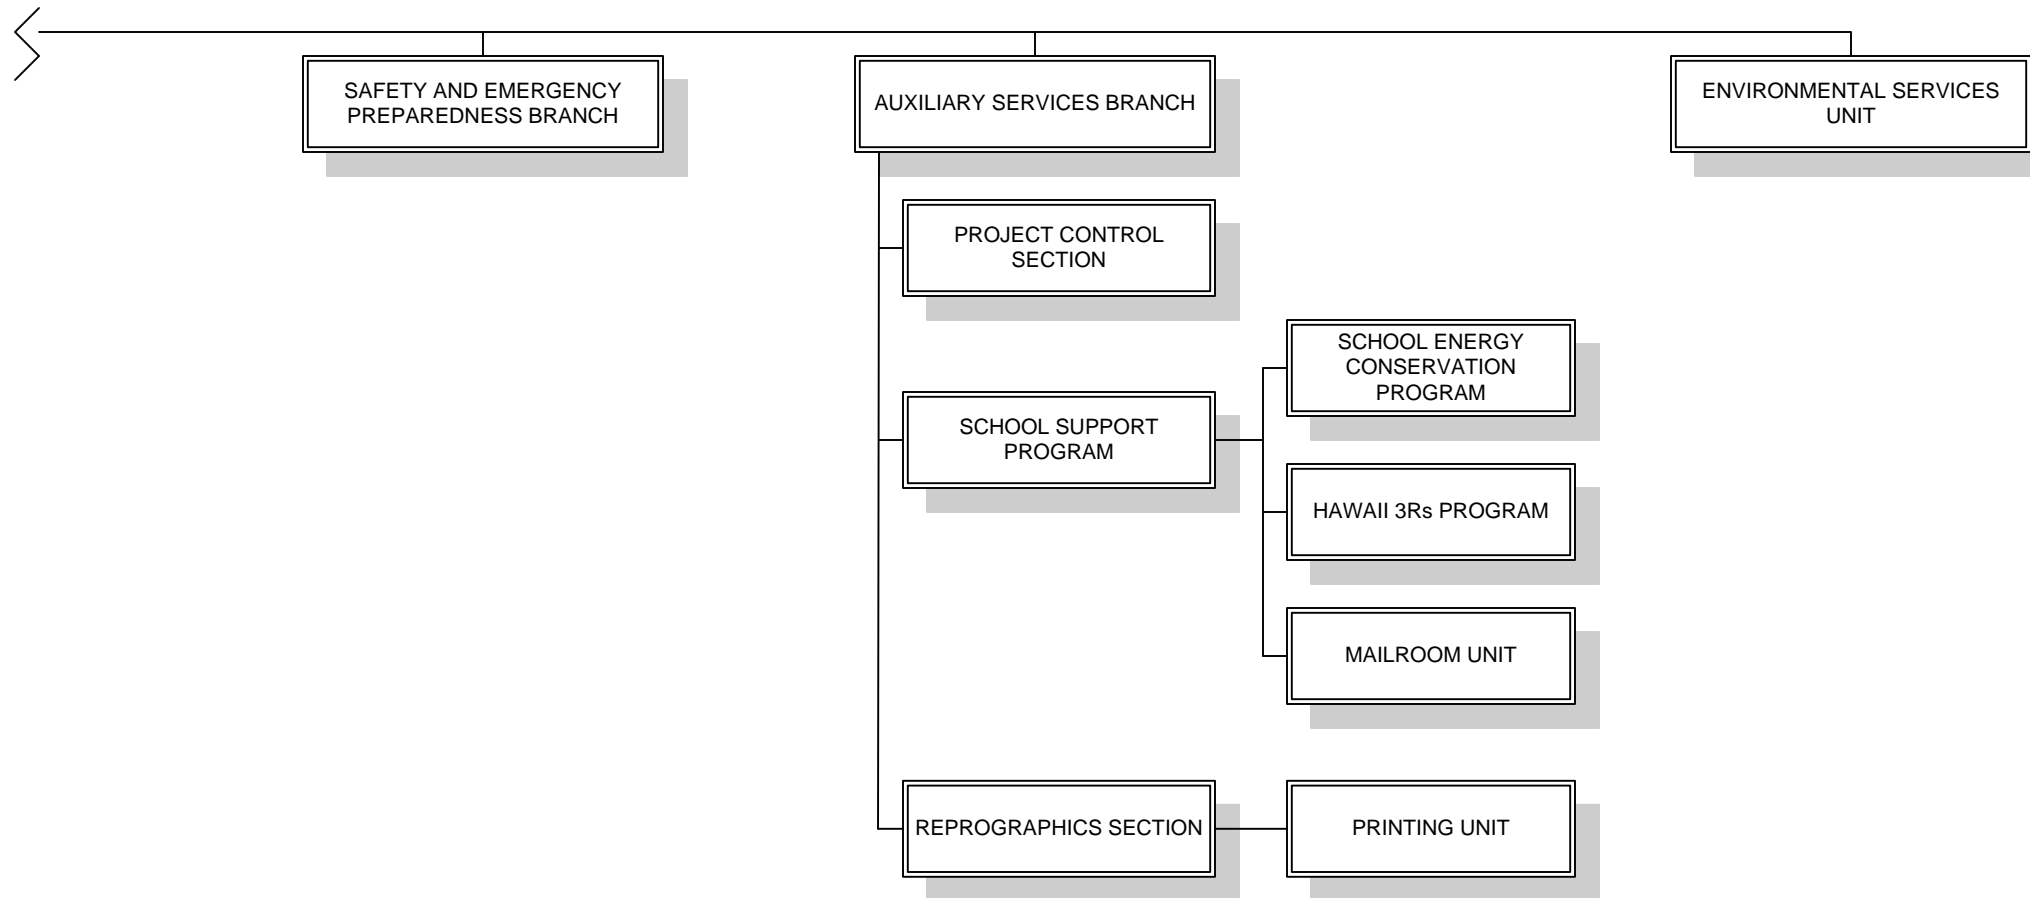 SAFETY AND EMERGENCY
PREPAREDNESS BRANCH
AUXILIARY SERVICES BRANCH
ENVIRONMENTAL SERVICES
UNIT
PROJECT CONTROL
SECTION
SCHOOL SUPPORT
PROGRAM
SCHOOL ENERGY
CONSERVATION
PROGRAM
HAWAII 3Rs PROGRAM
MAILROOM UNIT
REPROGRAPHICS SECTION
PRINTING UNIT